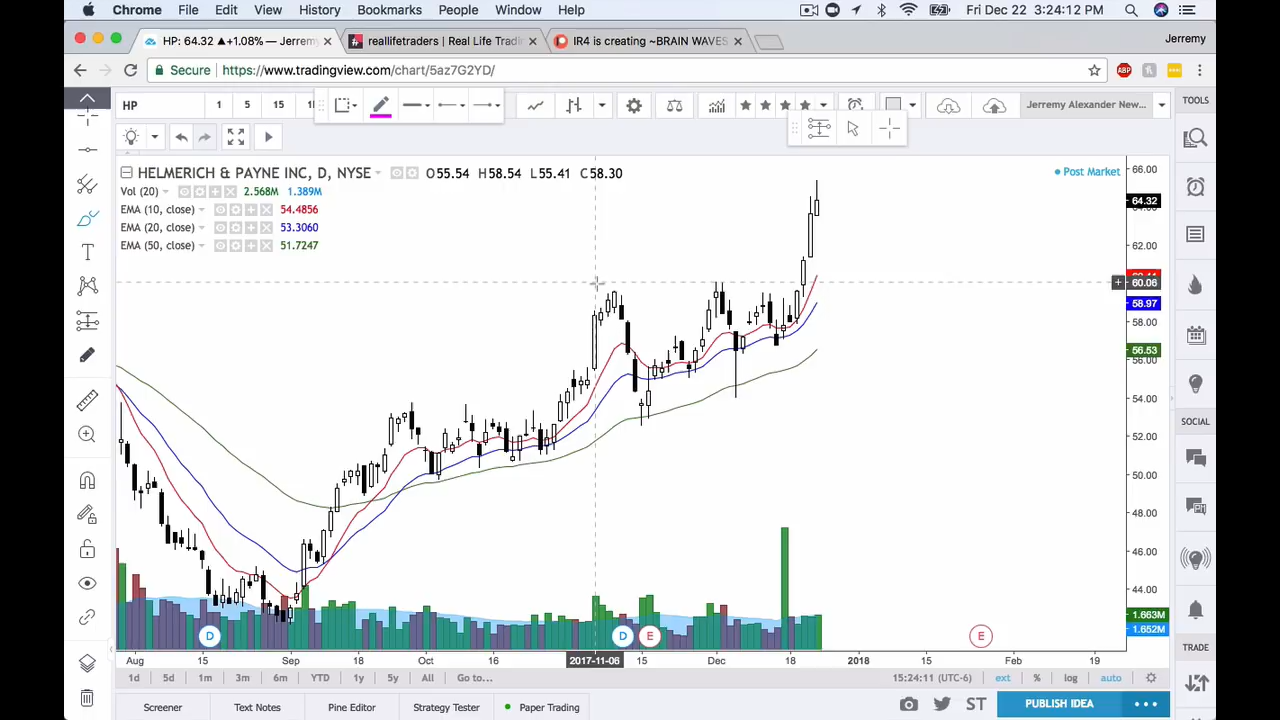 Chrome File Edit View History Bookmarks People Window Help Fri Dec 22 3:24:12 PM
HP: 64.32 ▲+1.08% — Jerremy × reallifetraders | Real Life Tradi × IR4 is creating ~BRAIN WAVES × Jerremy
Secure https://www.tradingview.com/chart/5az7G2YD/ ABP
HP 1 5 15 Jerremy Alexander New... TOOLS
HELMERICH & PAYNE INC, D, NYSE O55.54 H58.54 L55.41 C58.30 Post Market 66.00
Vol (20) 2.568M 1.389M
64.32
EMA (10, close) 54.4856
EMA (20, close) 53.3060
EMA (50, close) 51.7247 62.00
+ 60.06
58.97
58.00
56.53
56.00
54.00
SOCIAL
52.00
50.00
48.00
46.00
44.00
1.663M
1.652M
D D E E
Aug 15 Sep 18 Oct 16 2017-11-06 15 Dec 18 2018 15 Feb 19 TRADE
1d 5d 1m 3m 6m YTD 1y 5y All Go to... 15:24:11 (UTC-6) ext % log auto
Screener Text Notes Pine Editor Strategy Tester Paper Trading ST PUBLISH IDEA